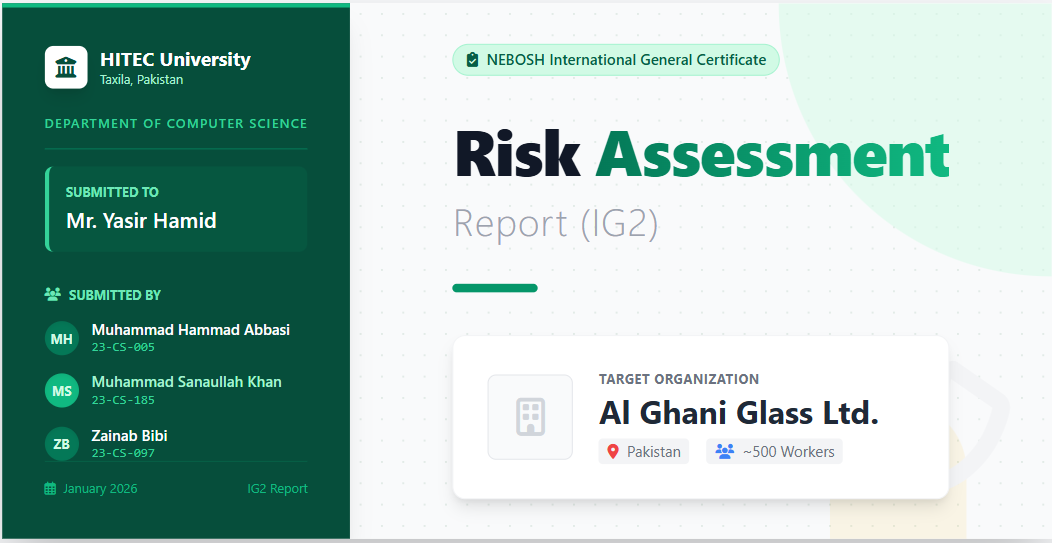 HITEC University
Taxila, Pakistan
DEPARTMENT OF COMPUTER SCIENCE
SUBMITTED TO
Mr. Yasir Hamid
SUBMITTED BY
MH
Muhammad Hammad Abbasi
23-CS-005
MS
Muhammad Sanaullah Khan
23-CS-185
ZB
Zainab Bibi
23-CS-097
January 2026
IG2 Report
NEBOSH International General Certificate
Risk Assessment
Report (IG2)
TARGET ORGANIZATION
Al Ghani Glass Ltd.
Pakistan
~500 Workers